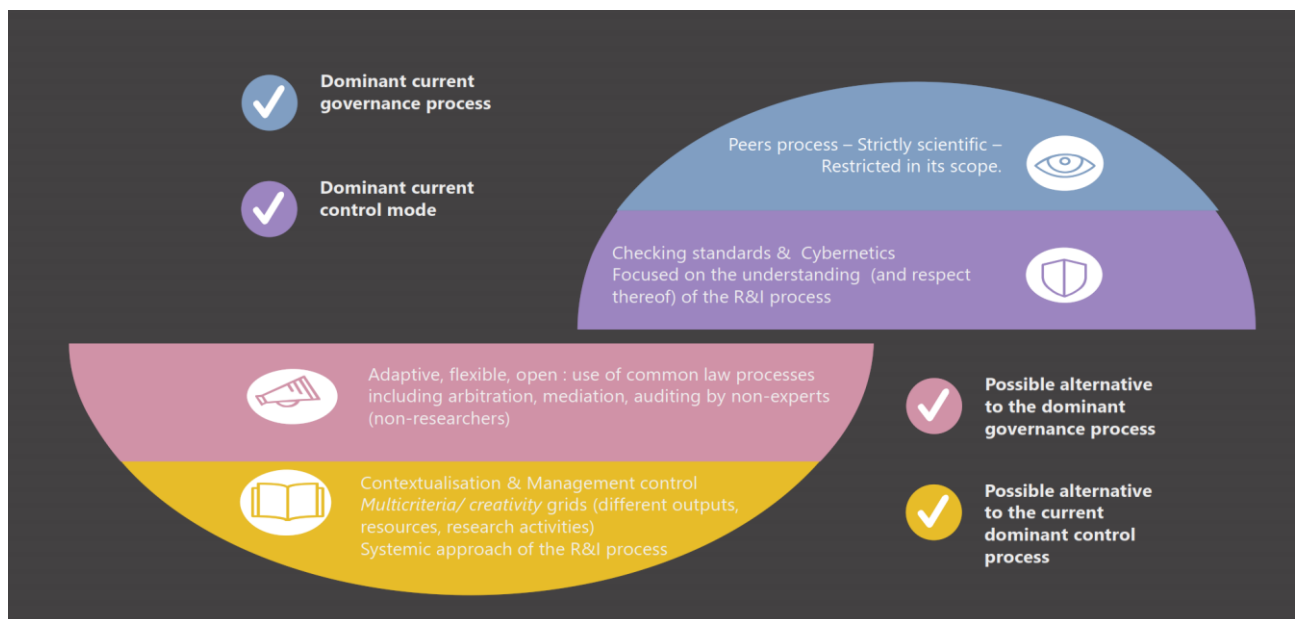 Dominant current
governance process
Dominant current
control mode
Peers process – Strictly scientific –
Restricted in its scope.
Checking standards &  Cybernetics
Focused on the understanding  (and respect
thereof) of the R&I process
Adaptive, flexible, open : use of common law processes
including arbitration, mediation, auditing by non-experts
(non-researchers)
Contextualisation & Management control
Multicriteria/ creativity grids (different outputs,
resources, research activities)
Systemic approach of the R&I process
Possible alternative
to the dominant
governance process
Possible alternative
to the current
dominant control
process